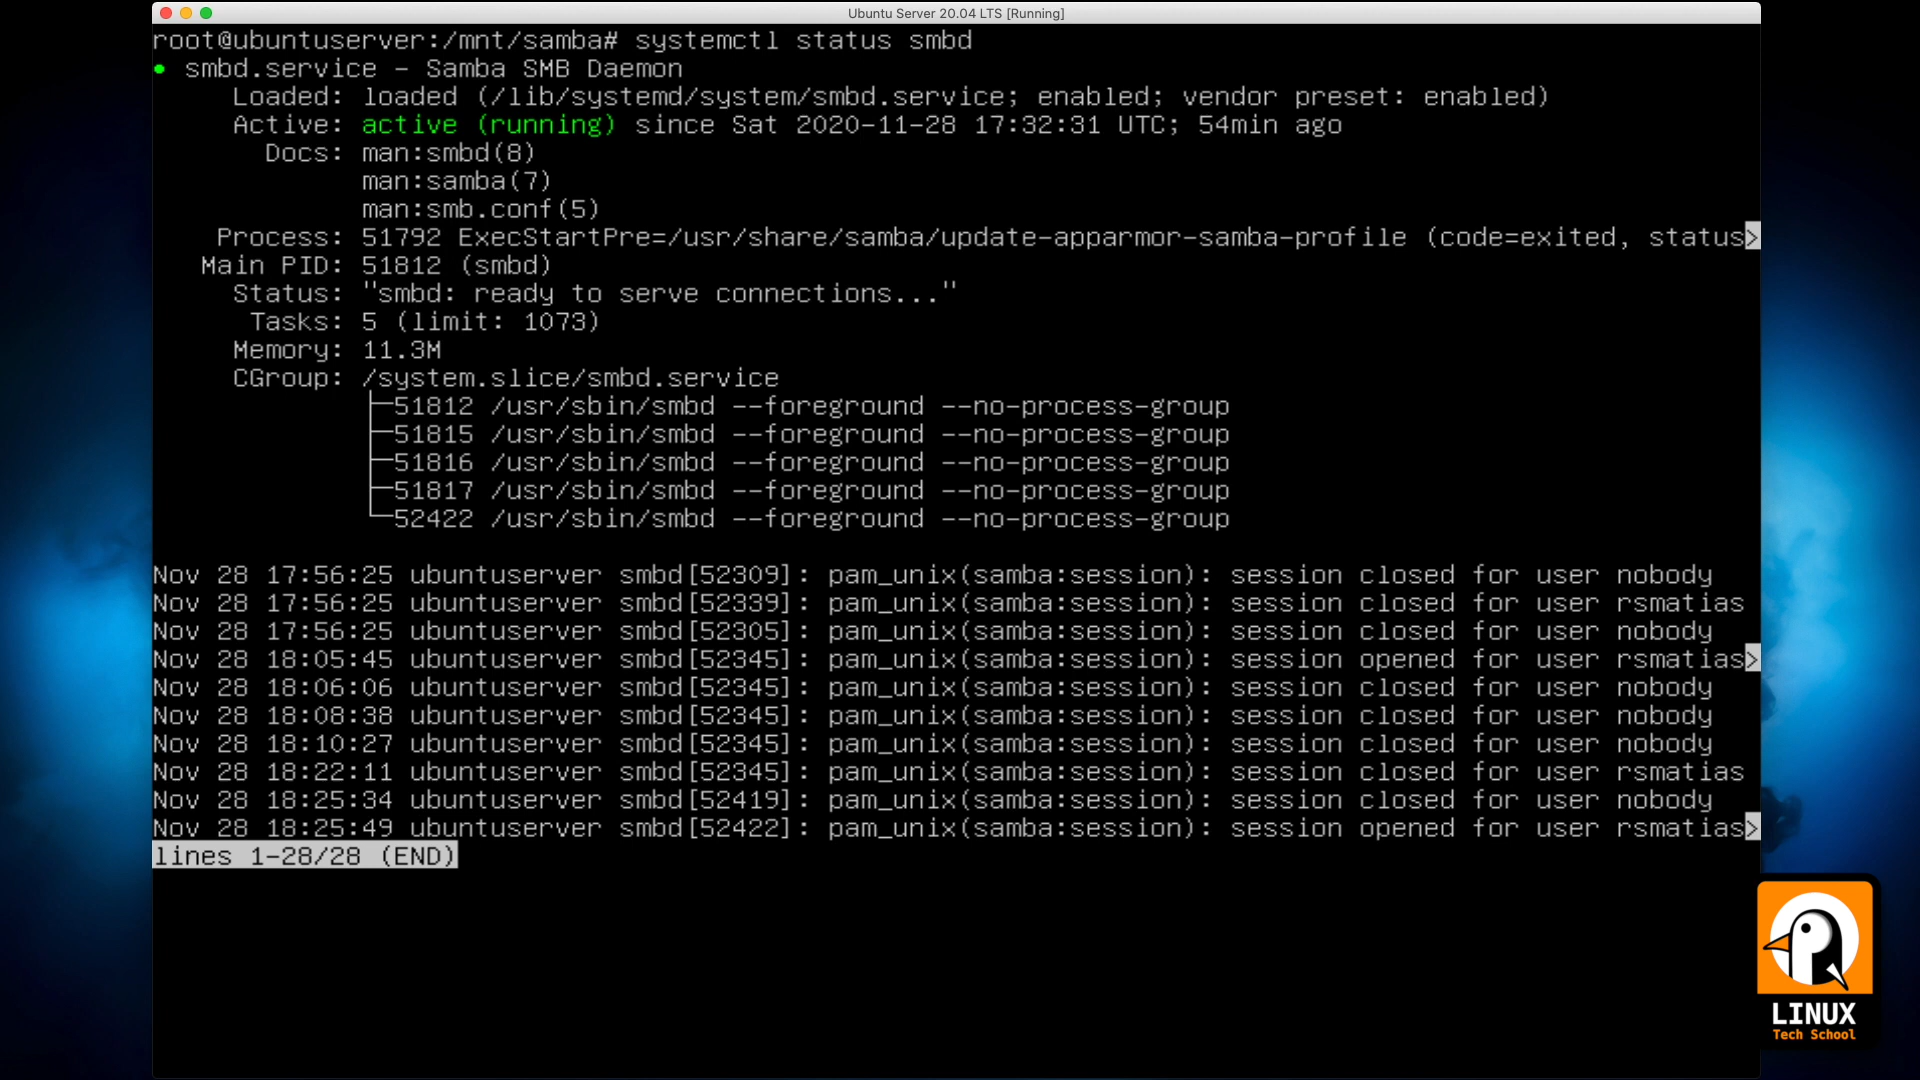 Ubuntu Server 20.04 LTS [Running]
root@ubuntuserver:/mnt/samba# systemctl status smbd
● smbd.service - Samba SMB Daemon
Loaded: loaded (/lib/systemd/system/smbd.service; enabled; vendor preset: enabled)
Active: active (running) since Sat 2020-11-28 17:32:31 UTC; 54min ago
Docs: man:smbd(8)
man:samba(7)
man:smb.conf(5)
Process: 51792 ExecStartPre=/usr/share/samba/update-apparmor-samba-profile (code=exited, status>
Main PID: 51812 (smbd)
Status: "smbd: ready to serve connections..."
Tasks: 5 (limit: 1073)
Memory: 11.3M
CGroup: /system.slice/smbd.service
├─51812 /usr/sbin/smbd --foreground --no-process-group
├─51815 /usr/sbin/smbd --foreground --no-process-group
├─51816 /usr/sbin/smbd --foreground --no-process-group
├─51817 /usr/sbin/smbd --foreground --no-process-group
└─52422 /usr/sbin/smbd --foreground --no-process-group
Nov 28 17:56:25 ubuntuserver smbd[52309]: pam_unix(samba:session): session closed for user nobody
Nov 28 17:56:25 ubuntuserver smbd[52339]: pam_unix(samba:session): session closed for user rsmatias
Nov 28 17:56:25 ubuntuserver smbd[52305]: pam_unix(samba:session): session closed for user nobody
Nov 28 18:05:45 ubuntuserver smbd[52345]: pam_unix(samba:session): session opened for user rsmatias>
Nov 28 18:06:06 ubuntuserver smbd[52345]: pam_unix(samba:session): session closed for user nobody
Nov 28 18:08:38 ubuntuserver smbd[52345]: pam_unix(samba:session): session closed for user nobody
Nov 28 18:10:27 ubuntuserver smbd[52345]: pam_unix(samba:session): session closed for user nobody
Nov 28 18:22:11 ubuntuserver smbd[52345]: pam_unix(samba:session): session closed for user rsmatias
Nov 28 18:25:34 ubuntuserver smbd[52419]: pam_unix(samba:session): session closed for user nobody
Nov 28 18:25:49 ubuntuserver smbd[52422]: pam_unix(samba:session): session opened for user rsmatias>
lines 1-28/28 (END)
LINUX
Tech School